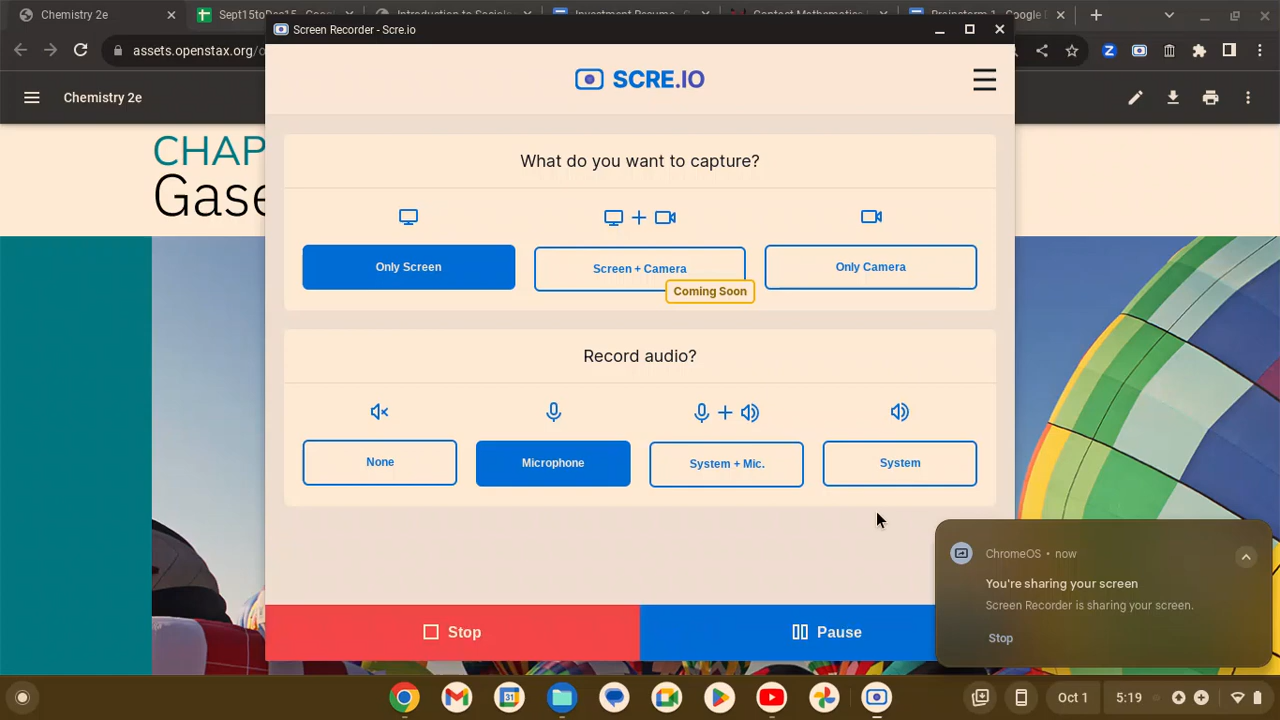 Chemistry 2e
Sept15toDec15
Introduction to Sociolo
Investment Resume
Contact Mathematics
Brainstorm 1 - Google D
Screen Recorder - Scre.io
assets.openstax.org/o
SCRE.IO
Chemistry 2e
CHAP
Gase
What do you want to capture?
Only Screen
Screen + Camera
Only Camera
Coming Soon
Record audio?
None
Microphone
System + Mic.
System
ChromeOS • now
You're sharing your screen
Screen Recorder is sharing your screen.
Stop
Stop
Pause
31
Oct 1
5:19